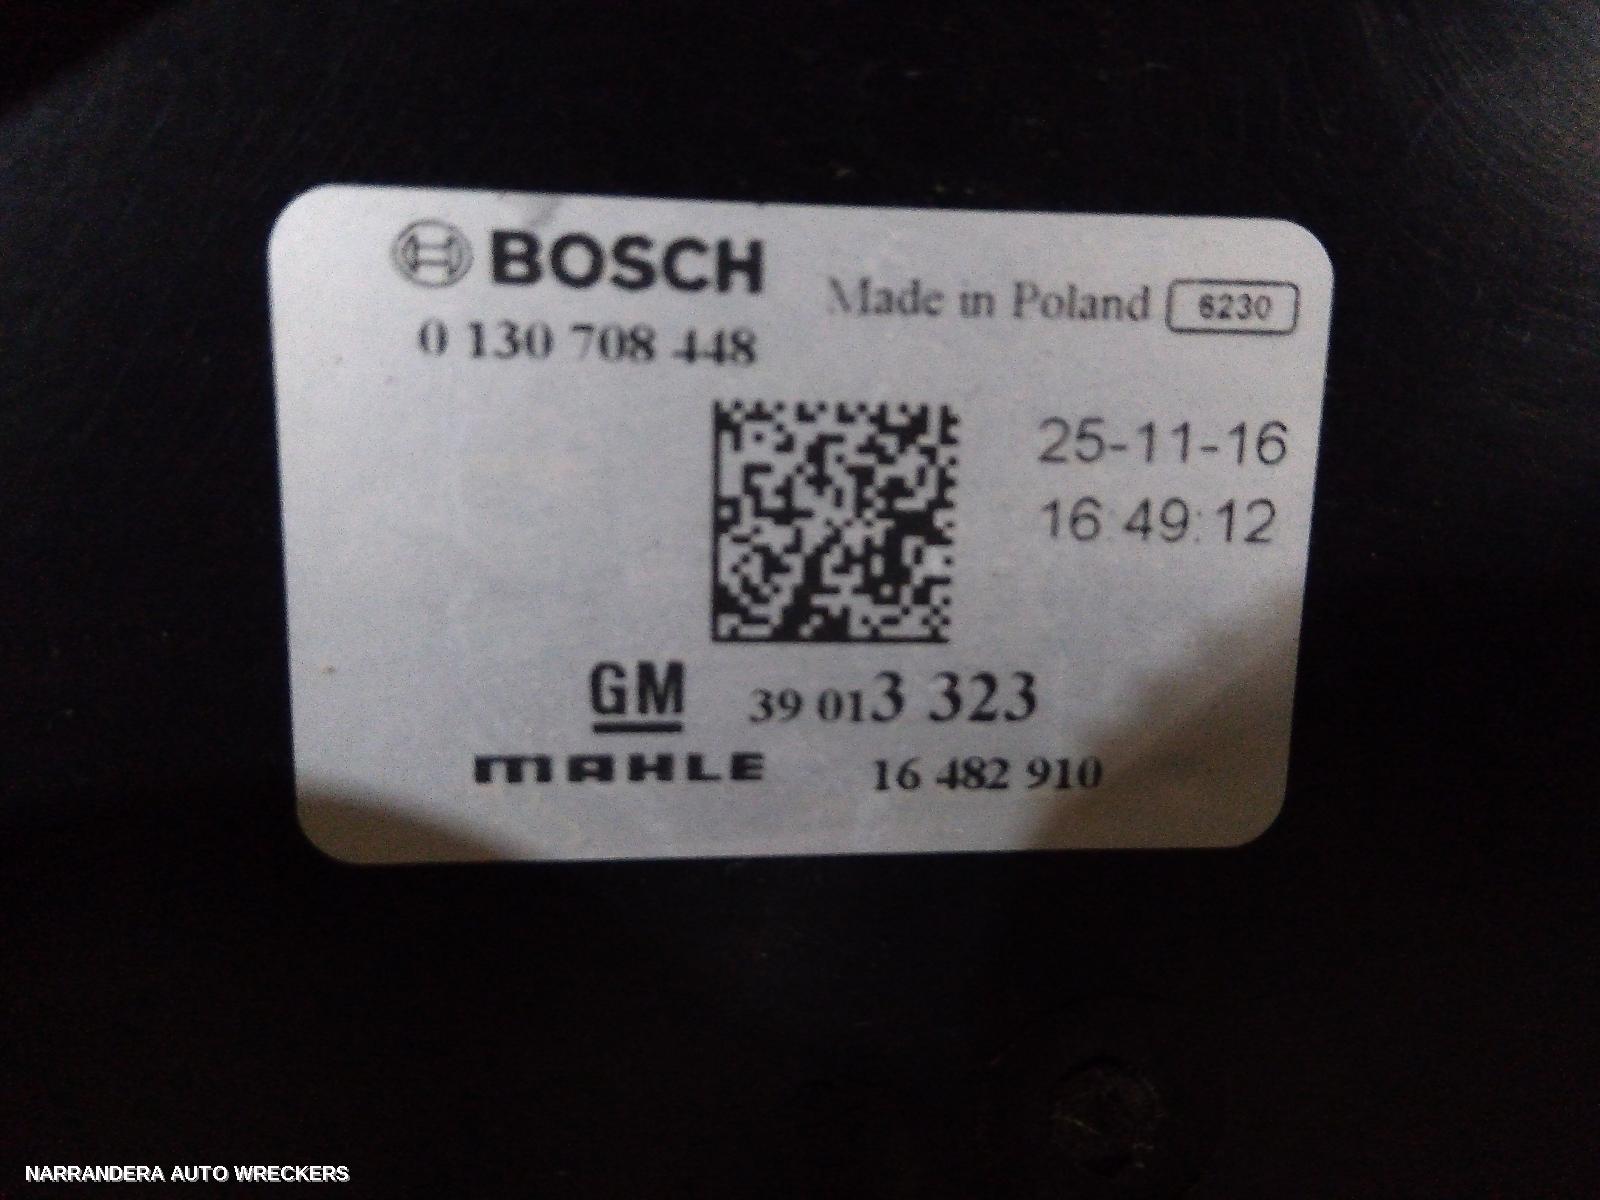 BOSCH
Made in Poland 6230
0 130 708 448
25-11-16
16:49:12
GM 39 013 323
MAHLE 16 482 910
NARRANDERA AUTO WRECKERS